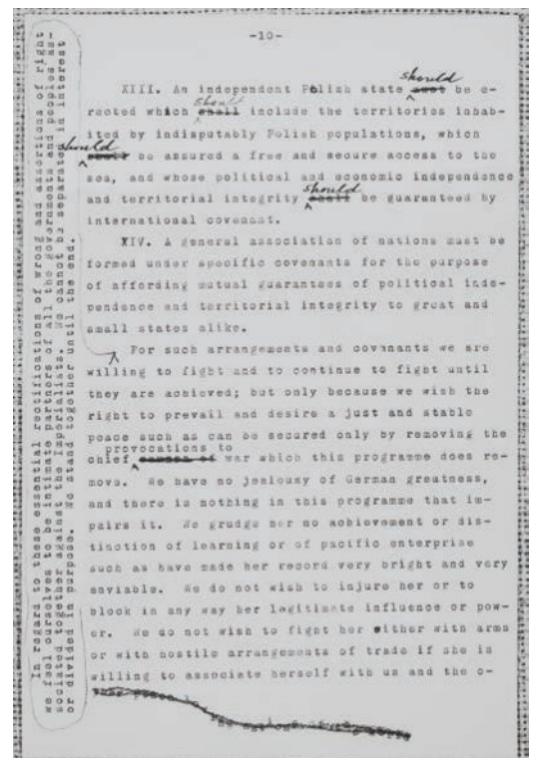 -10-
XIII. An independent Polish state should must be e-
should
rected which shall include the territories inhab-
ited by indisputably Polish populations, which
should be assured a free and secure access to the
sea, and whose political and economic independence
should
and territorial integrity be guaranteed by
international covenant.
XIV. A general association of nations must be
formed under specific covenants for the purpose
of affording mutual guarantees of political inde-
pendence and territorial integrity to great and
small states alike.
For such arrangements and covenants we are
willing to fight and to continue to fight until
they are achieved; but only because we wish the
right to prevail and desire a just and stable
peace such as can be secured only by removing the
provocations to
chief war which this programme does re-
move. We have no jealousy of German greatness,
and there is nothing in this programme that im-
pairs it. We grudge her no achievement or dis-
tinction of learning or of pacific enterprise
such as have made her record very bright and very
enviable. We do not wish to injure her or to
block in any way her legitimate influence or pow-
er. We do not wish to fight her either with arms
or with hostile arrangements of trade if she is
willing to associate herself with us and the o-
In regard to these essential rectifications of wrong and assertions of right
we feel ourselves to be intimate partners of all the governments and peoples as-
sociated together against the Imperialists. We cannot be separated in interest
or divided in purpose. We stand together until the end.